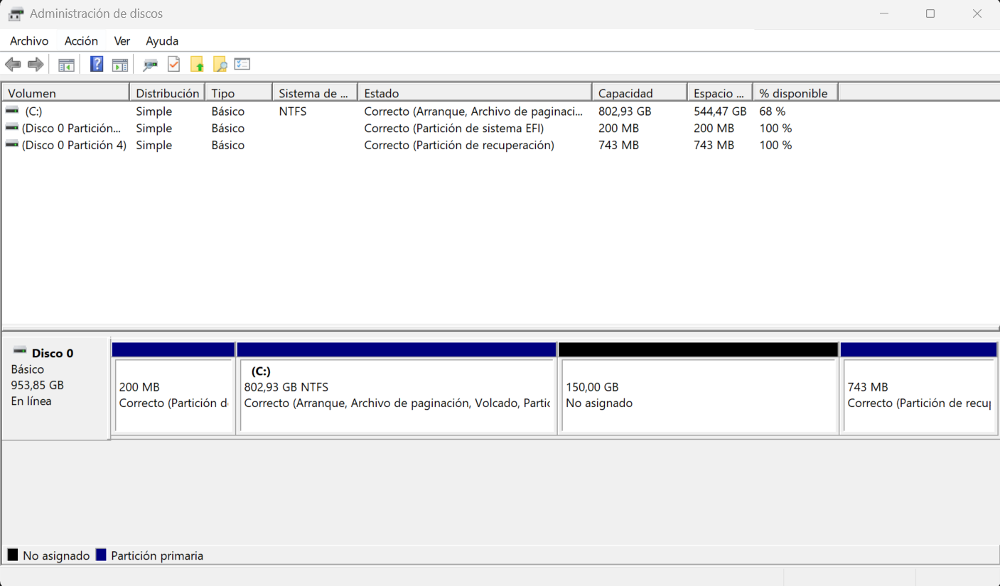 Administración de discos
Archivo Acción Ver Ayuda
Volumen Distribución Tipo Sistema de ... Estado Capacidad Espacio ... % disponible
(C:) Simple Básico NTFS Correcto (Arranque, Archivo de paginaci... 802,93 GB 544,47 GB 68 %
(Disco 0 Partición... Simple Básico Correcto (Partición de sistema EFI) 200 MB 200 MB 100 %
(Disco 0 Partición 4) Simple Básico Correcto (Partición de recuperación) 743 MB 743 MB 100 %
Disco 0
Básico
953,85 GB
En línea
200 MB
Correcto (Partición d
(C:)
802,93 GB NTFS
Correcto (Arranque, Archivo de paginación, Volcado, Partic
150,00 GB
No asignado
743 MB
Correcto (Partición de recup
No asignado Partición primaria